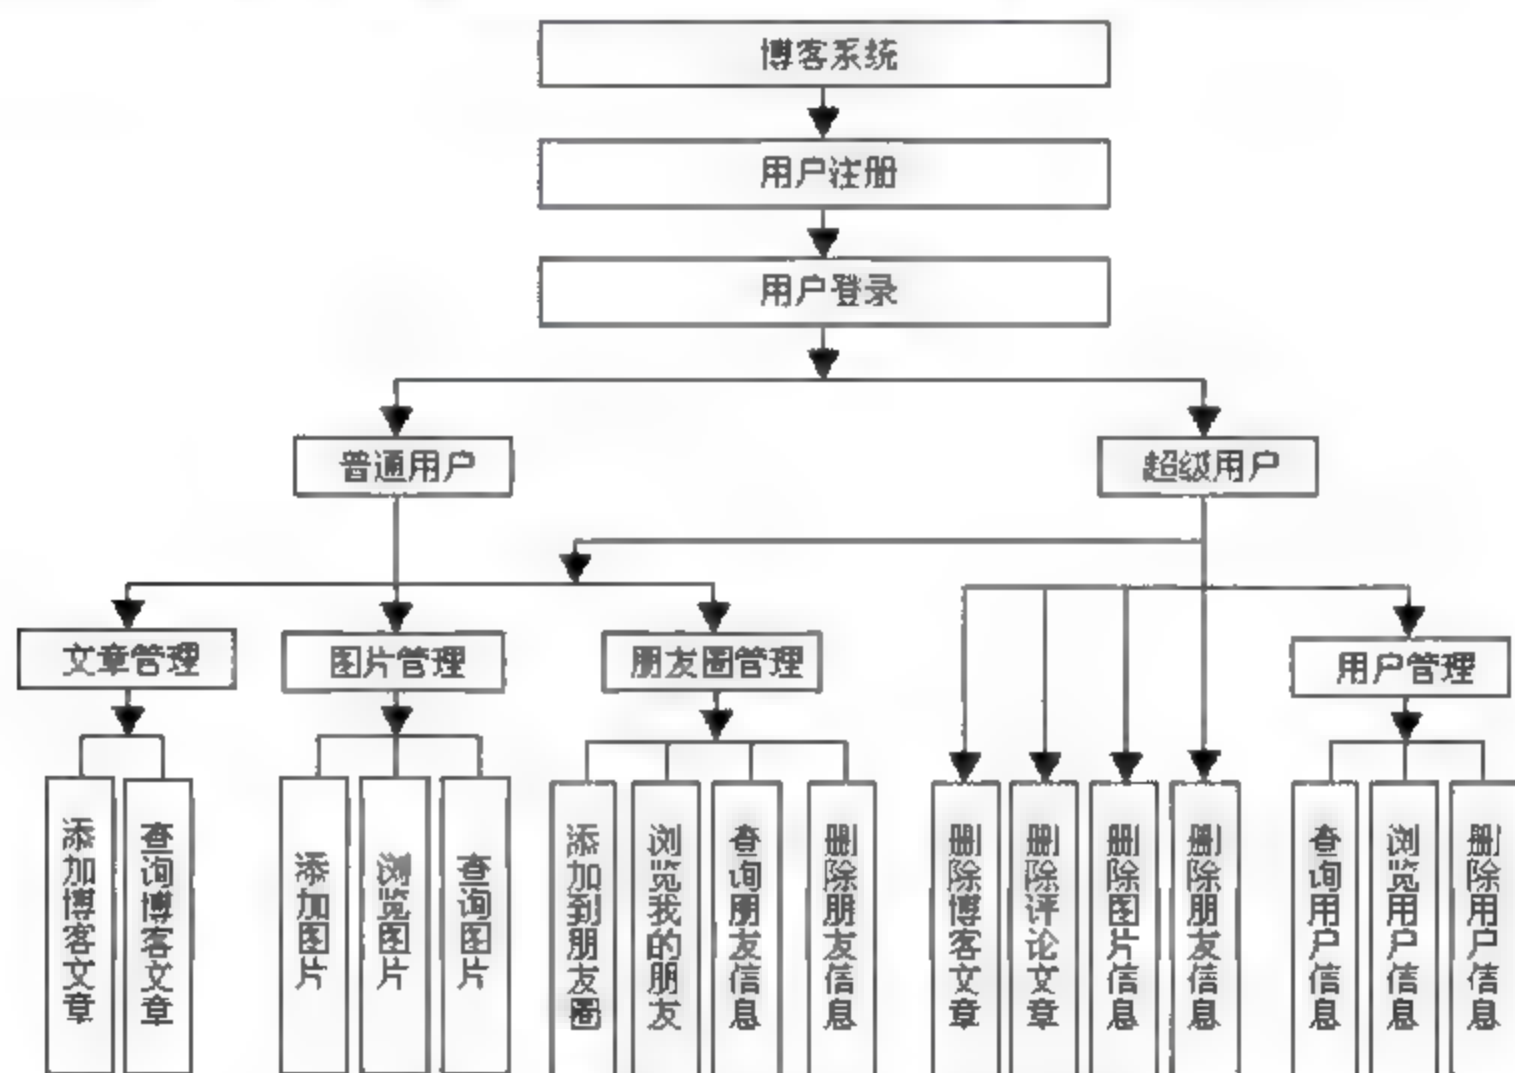 博客系统
用户注册
用户登录
普通用户
超级用户
文章管理
图片管理
朋友圈管理
用户管理
添加博客文章
查询博客文章
添加图片
浏览图片
查询图片
添加到朋友圈
浏览我的朋友
查询朋友信息
删除朋友信息
删除博客文章
删除评论文章
删除图片信息
删除朋友信息
查询用户信息
浏览用户信息
删除用户信息